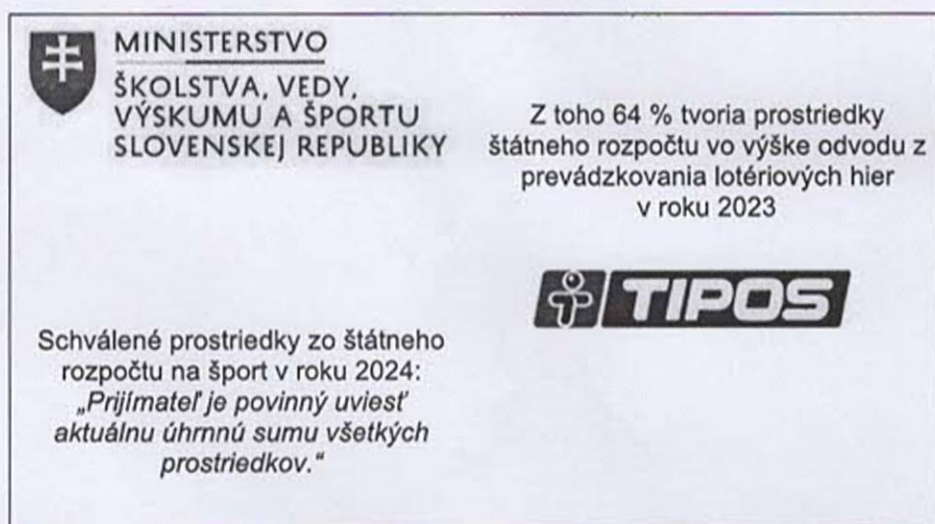 MINISTERSTVO
ŠKOLSTVA, VEDY,
VÝSKUMU A ŠPORTU
SLOVENSKEJ REPUBLIKY
Z toho 64 % tvoria prostriedky
štátneho rozpočtu vo výške odvodu z
prevádzkovania lotériových hier
v roku 2023
TIPOS
Schválené prostriedky zo štátneho
rozpočtu na šport v roku 2024:
„Prijímateľ je povinný uviesť
aktuálnu úhrnnú sumu všetkých
prostriedkov.“